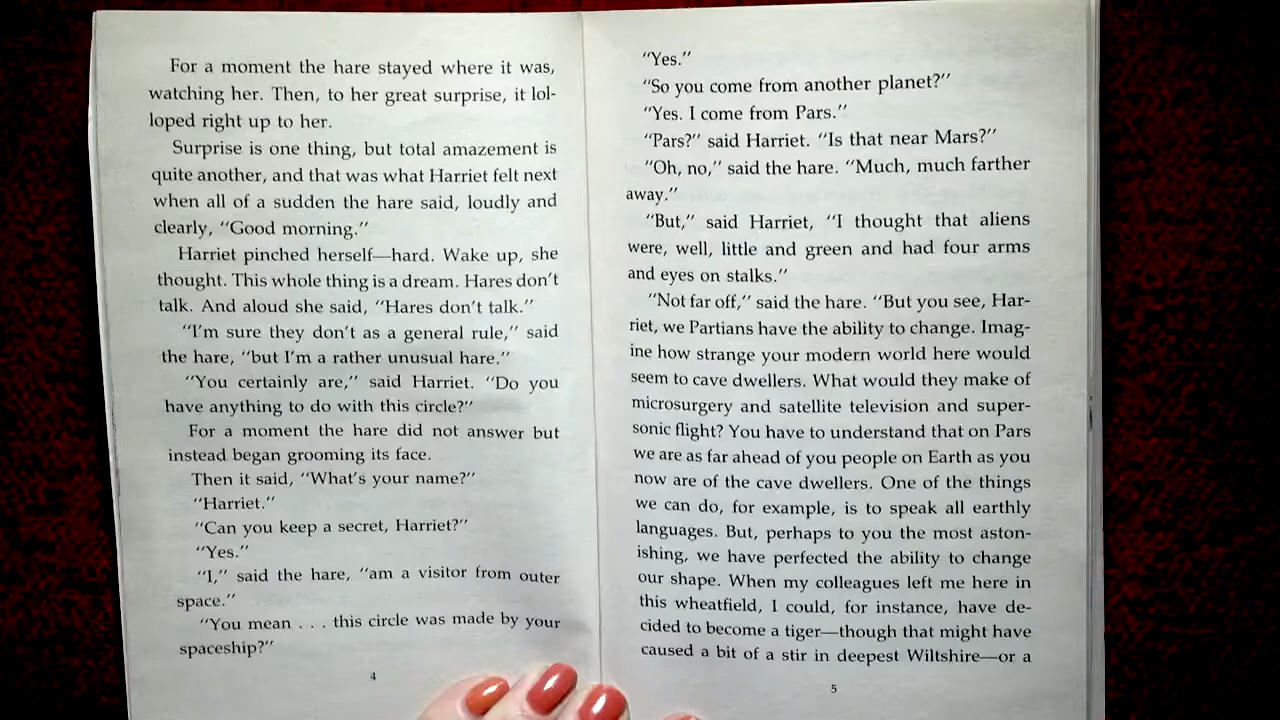 For a moment the hare stayed where it was,
watching her. Then, to her great surprise, it lol-
loped right up to her.
Surprise is one thing, but total amazement is
quite another, and that was what Harriet felt next
when all of a sudden the hare said, loudly and
clearly, “Good morning.”
Harriet pinched herself—hard. Wake up, she
thought. This whole thing is a dream. Hares don’t
talk. And aloud she said, “Hares don’t talk.”
“I’m sure they don’t as a general rule,” said
the hare, “but I’m a rather unusual hare.”
“You certainly are,” said Harriet. “Do you
have anything to do with this circle?”
For a moment the hare did not answer but
instead began grooming its face.
Then it said, “What’s your name?”
“Harriet.”
“Can you keep a secret, Harriet?”
“Yes.”
“I,” said the hare, “am a visitor from outer
space.”
“You mean . . . this circle was made by your
spaceship?”
4
“Yes.”
“So you come from another planet?”
“Yes. I come from Pars.”
“Pars?” said Harriet. “Is that near Mars?”
“Oh, no,” said the hare. “Much, much farther
away.”
“But,” said Harriet, “I thought that aliens
were, well, little and green and had four arms
and eyes on stalks.”
“Not far off,” said the hare. “But you see, Har-
riet, we Partians have the ability to change. Imag-
ine how strange your modern world here would
seem to cave dwellers. What would they make of
microsurgery and satellite television and super-
sonic flight? You have to understand that on Pars
we are as far ahead of you people on Earth as you
now are of the cave dwellers. One of the things
we can do, for example, is to speak all earthly
languages. But, perhaps to you the most aston-
ishing, we have perfected the ability to change
our shape. When my colleagues left me here in
this wheatfield, I could, for instance, have de-
cided to become a tiger—though that might have
caused a bit of a stir in deepest Wiltshire—or a
5